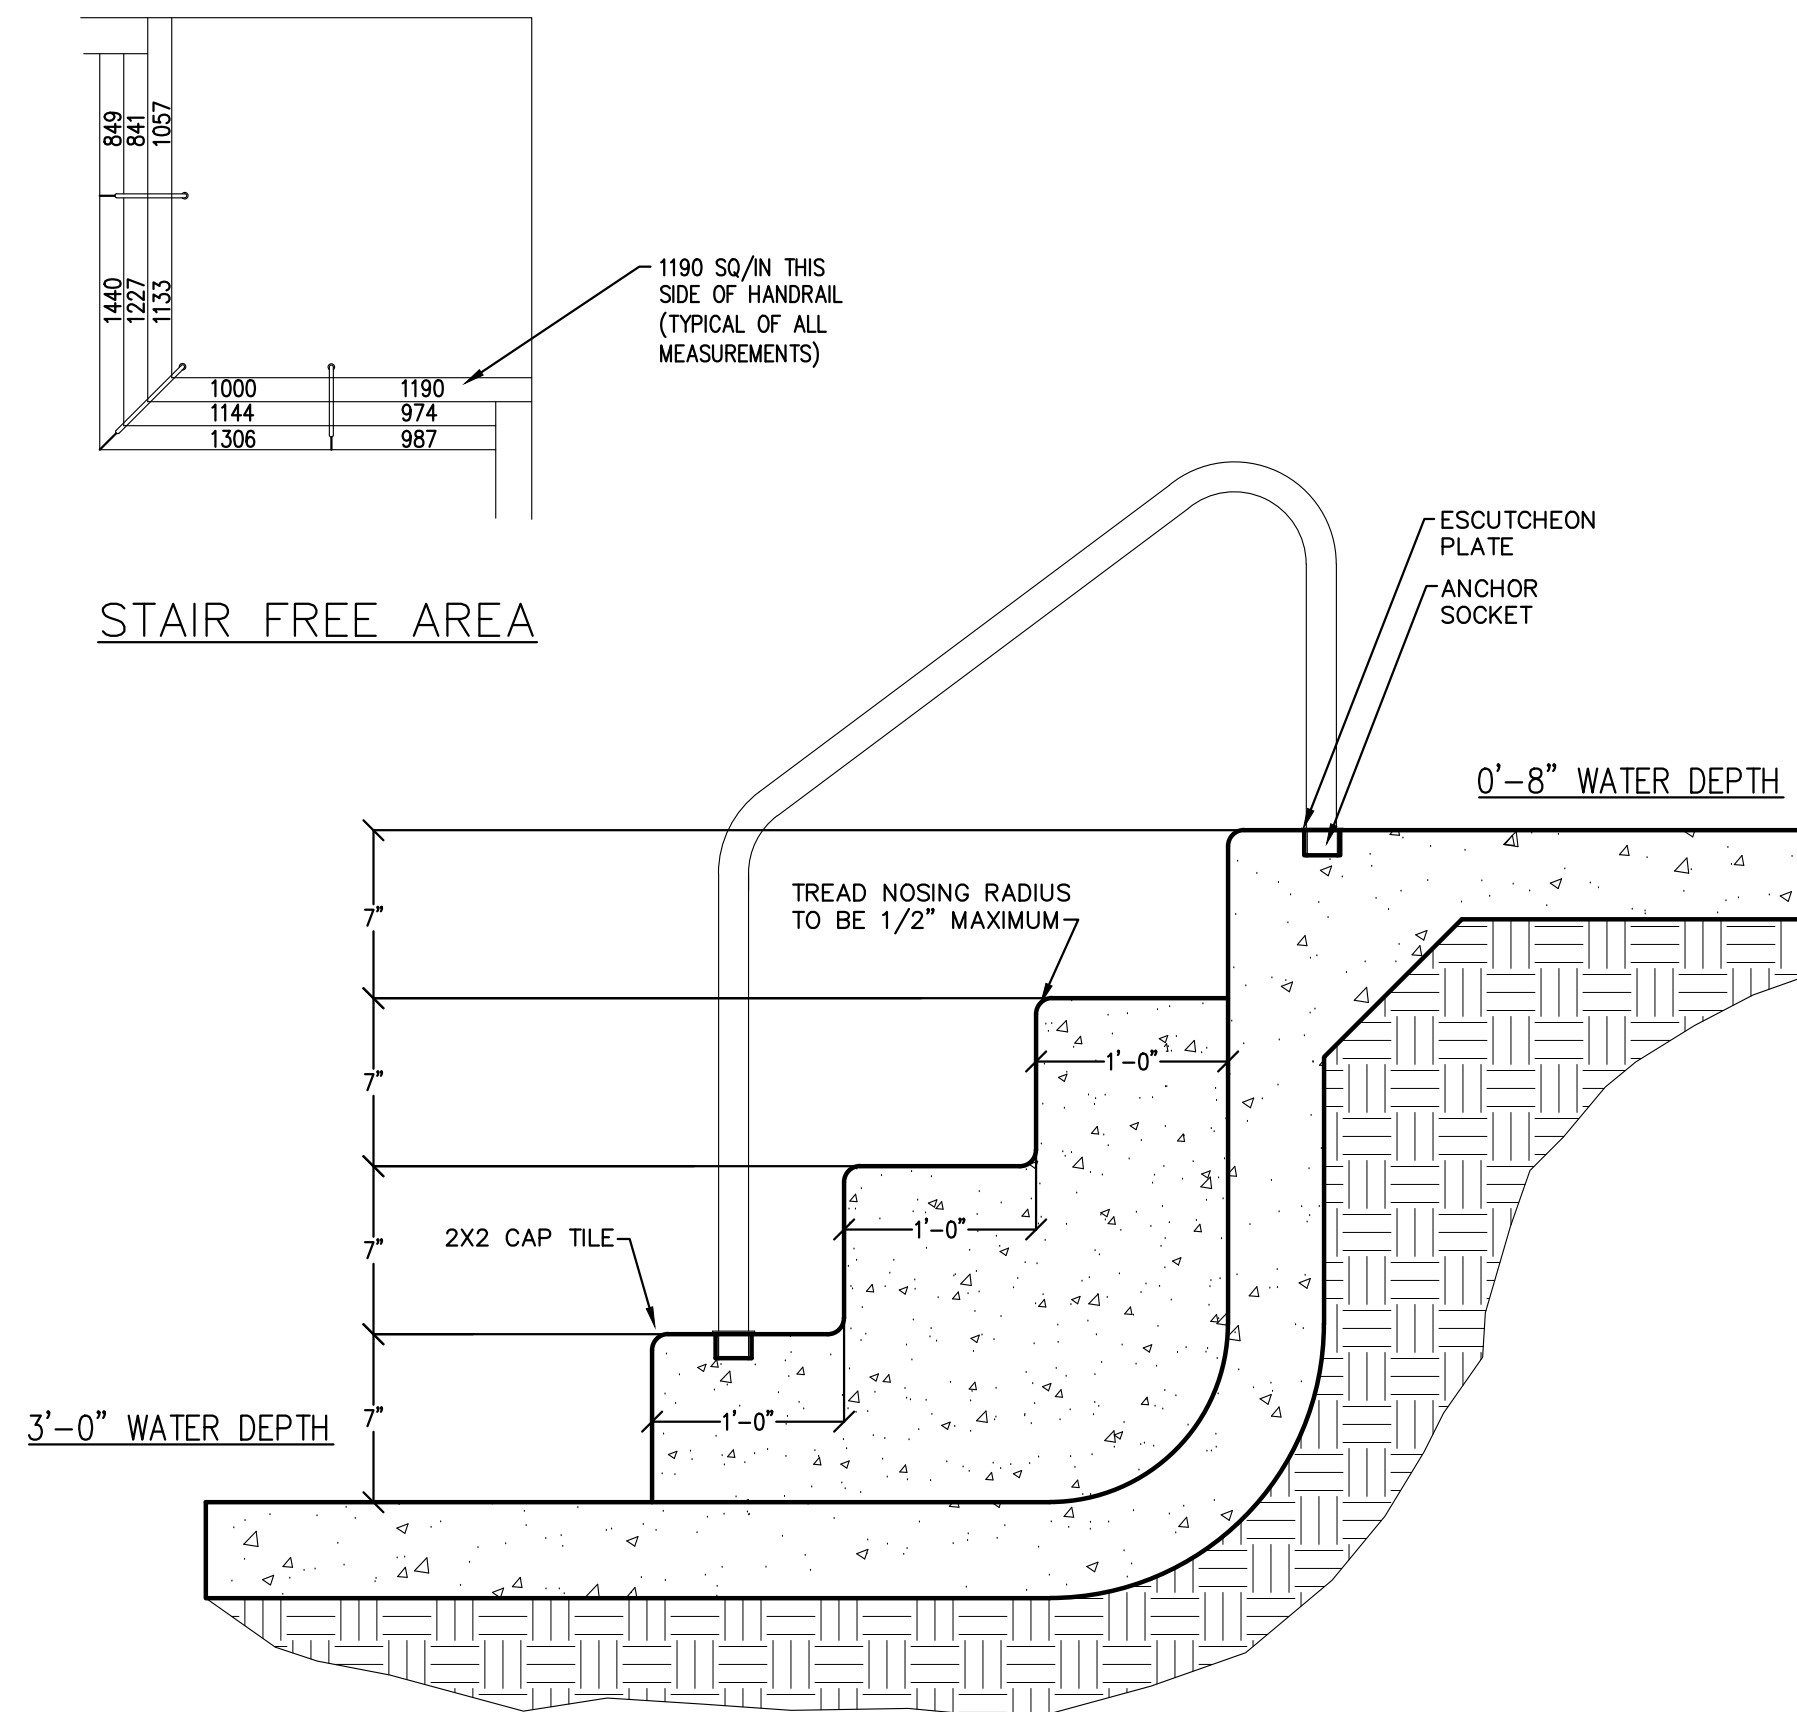 849
841
1057
1440
1227
1133
1000
1190
1144
974
1306
987
1190 SQ/IN THIS
SIDE OF HANDRAIL
(TYPICAL OF ALL
MEASUREMENTS)
STAIR FREE AREA
ESCUTCHEON
PLATE
ANCHOR
SOCKET
0'-8" WATER DEPTH
TREAD NOSING RADIUS
TO BE 1/2" MAXIMUM
7"
7"
1'-0"
2X2 CAP TILE
1'-0"
7"
3'-0" WATER DEPTH
7"
1'-0"